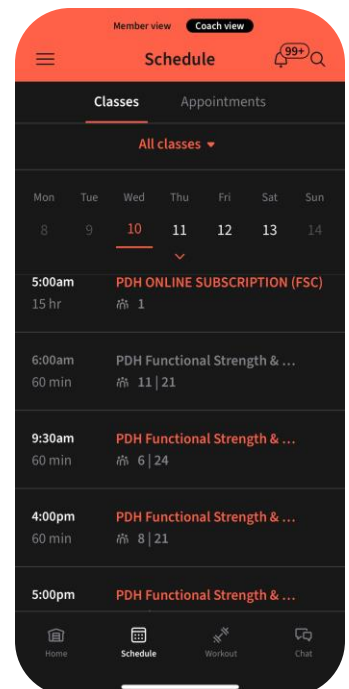 Member view Coach view
Schedule 99+
Classes Appointments
All classes
Mon Tue Wed Thu Fri Sat Sun
8 9 10 11 12 13 14
5:00am PDH ONLINE SUBSCRIPTION (FSC)
15 hr 1
6:00am PDH Functional Strength & ...
60 min 11 | 21
9:30am PDH Functional Strength & ...
60 min 6 | 24
4:00pm PDH Functional Strength & ...
60 min 8 | 21
5:00pm PDH Functional Strength & ...
Home Schedule Workout Chat